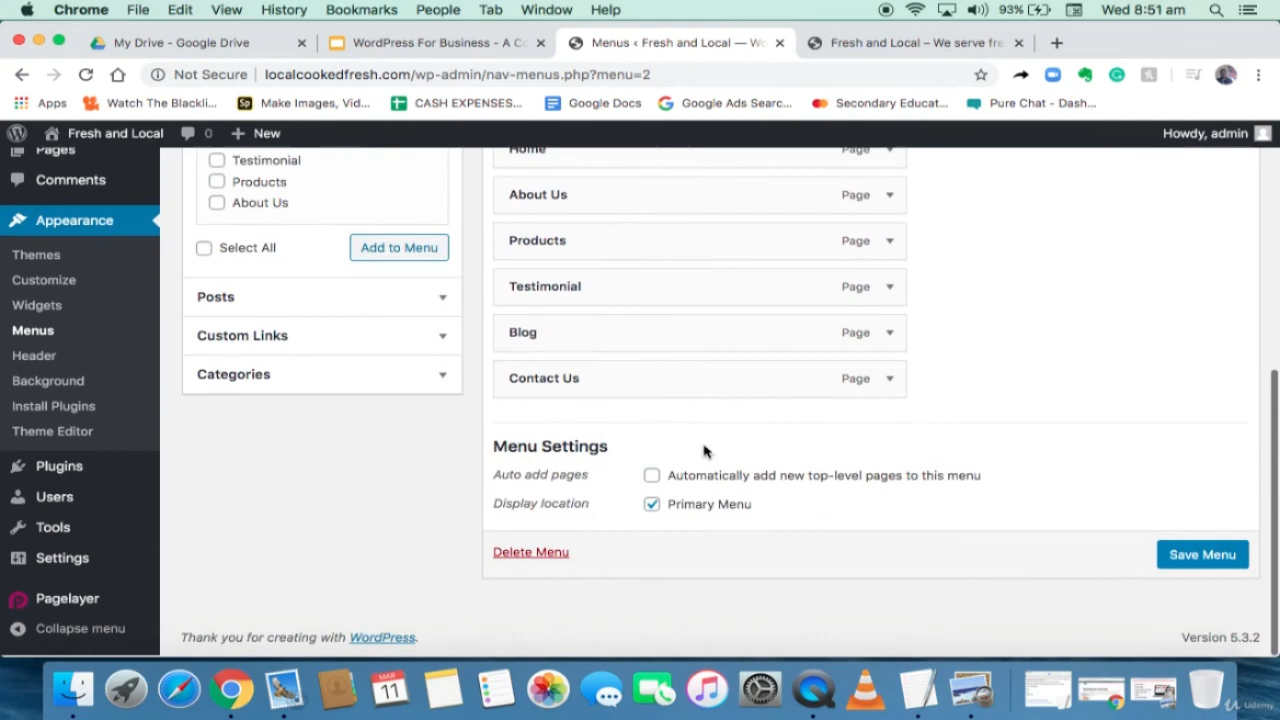 Chrome File Edit View History Bookmarks People Tab Window Help 93% Wed 8:51 am
My Drive - Google Drive WordPress For Business - A Co Menus ‹ Fresh and Local — Wo Fresh and Local – We serve fre
Not Secure localcookedfresh.com/wp-admin/nav-menus.php?menu=2
Apps Watch The Blackli... Sp Make Images, Vid... CASH EXPENSES... Google Docs Google Ads Searc... Secondary Educat... Pure Chat - Dash...
Fresh and Local 0 New Howdy, admin
Pages
Comments
Appearance
Themes
Customize
Widgets
Menus
Header
Background
Install Plugins
Theme Editor
Plugins
Users
Tools
Settings
Pagelayer
Collapse menu
Testimonial
Products
About Us
Select All Add to Menu
Posts
Custom Links
Categories
Home Page
About Us Page
Products Page
Testimonial Page
Blog Page
Contact Us Page
Menu Settings
Auto add pages Automatically add new top-level pages to this menu
Display location Primary Menu
Delete Menu Save Menu
Thank you for creating with WordPress. Version 5.3.2
MAR
11
Udemy